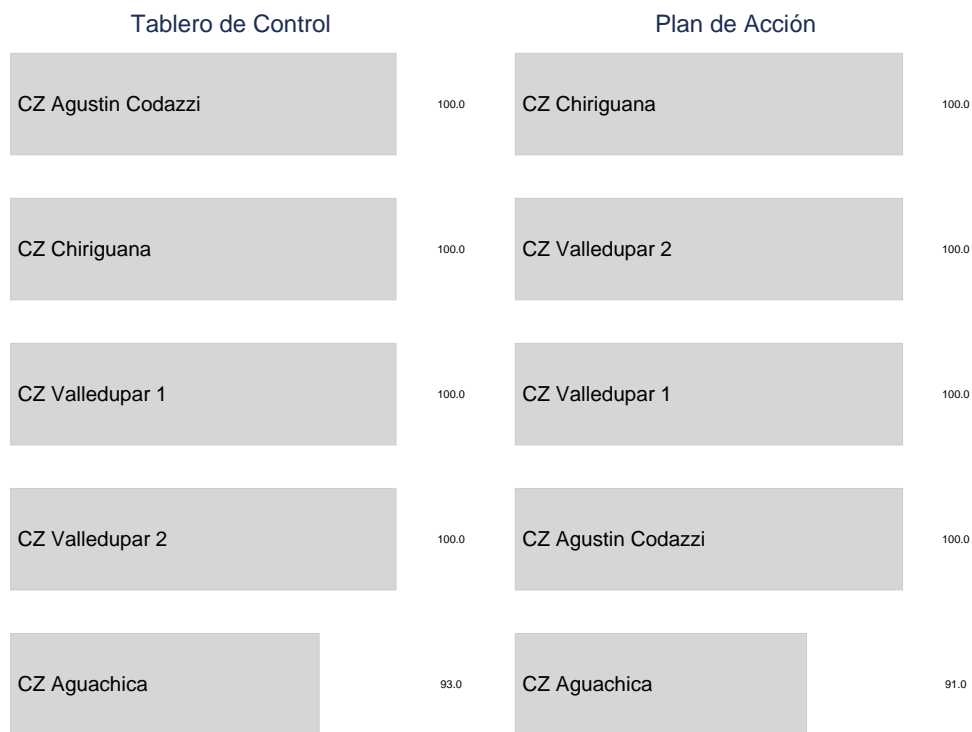 Tablero de Control
CZ Agustin Codazzi 100.0
CZ Chiriguana 100.0
CZ Valledupar 1 100.0
CZ Valledupar 2 100.0
CZ Aguachica 93.0
Plan de Acción
CZ Chiriguana 100.0
CZ Valledupar 2 100.0
CZ Valledupar 1 100.0
CZ Agustin Codazzi 100.0
CZ Aguachica 91.0